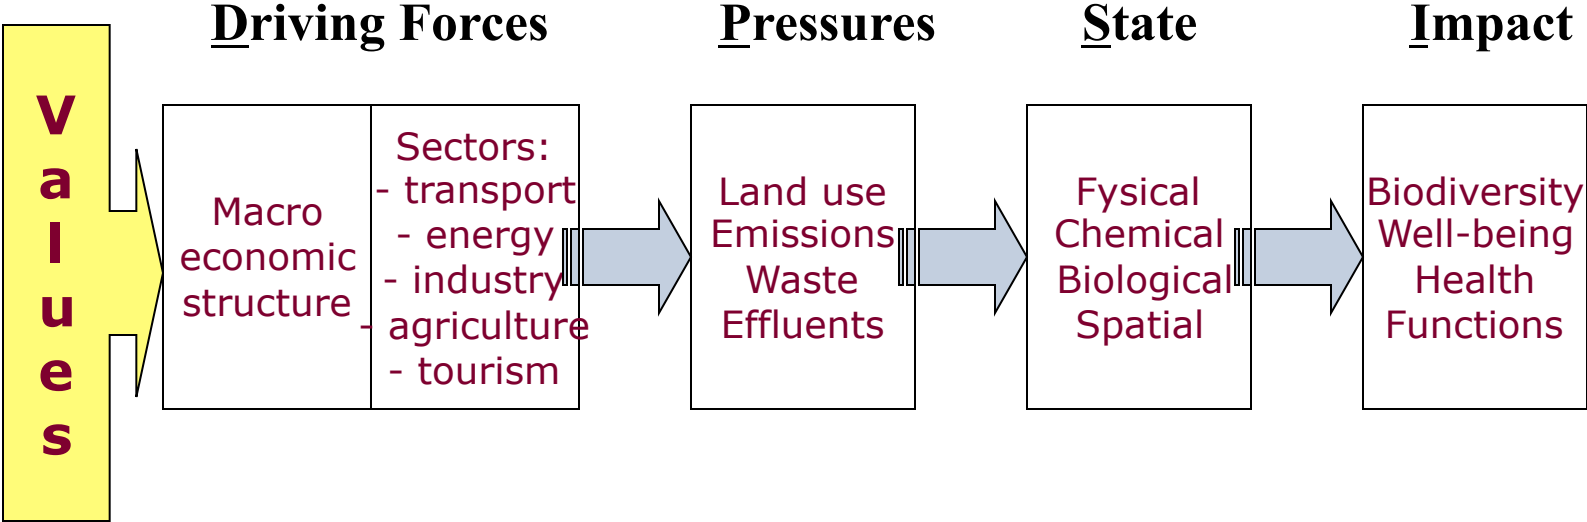 Driving Forces
Pressures
State
Impact
Values
Macro
economic
structure
Sectors:
- transport
- energy
- industry
- agriculture
- tourism
Land use
Emissions
Waste
Effluents
Fysical
Chemical
Biological
Spatial
Biodiversity
Well-being
Health
Functions